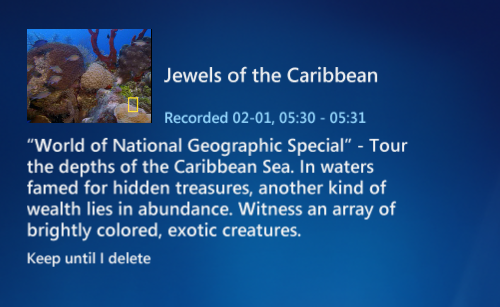 Jewels of the Caribbean
Recorded 02-01, 05:30 - 05:31
“World of National Geographic Special” - Tour
the depths of the Caribbean Sea. In waters
famed for hidden treasures, another kind of
wealth lies in abundance. Witness an array of
brightly colored, exotic creatures.
Keep until I delete